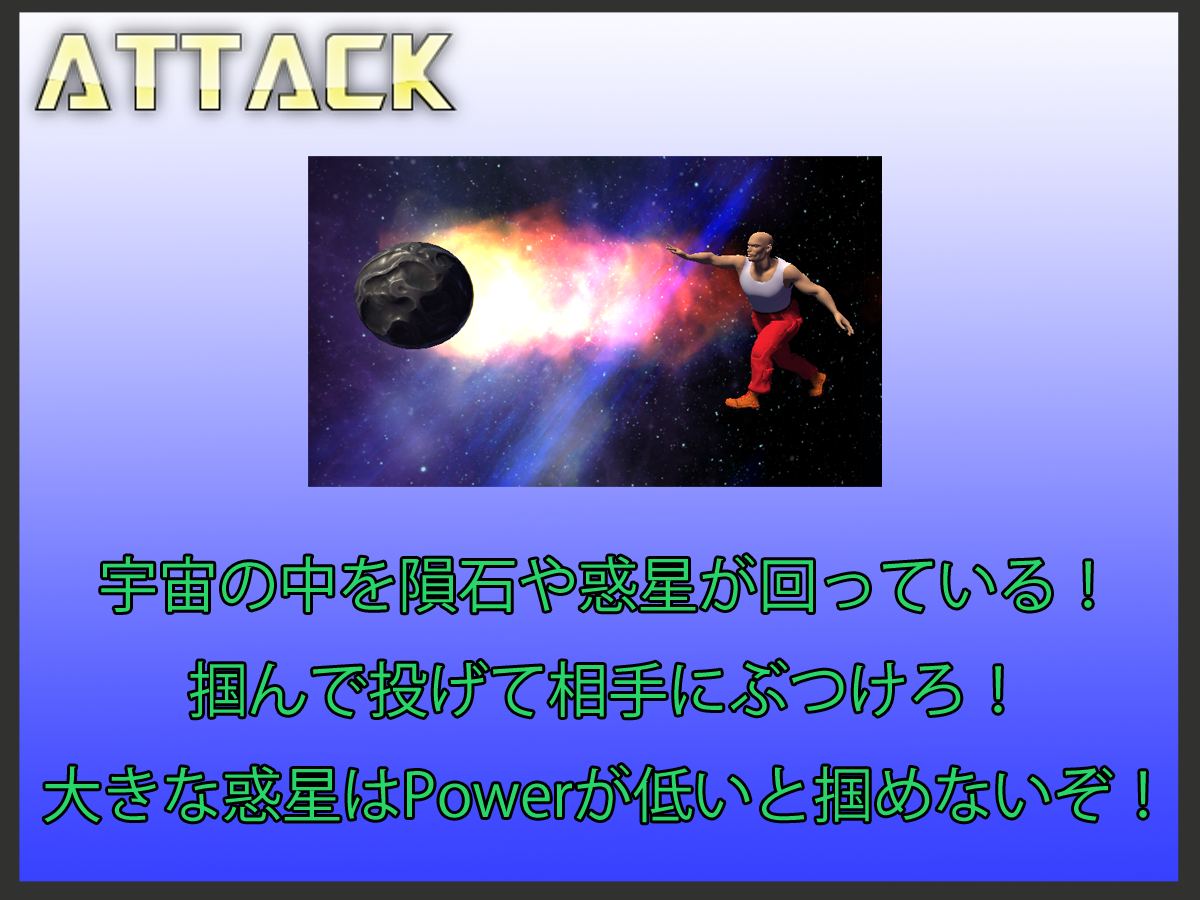 ATTACK
宇宙の中を隕石や惑星が回っている！
掴んで投げて相手にぶつけろ！
大きな惑星はPowerが低いと掴めないぞ！